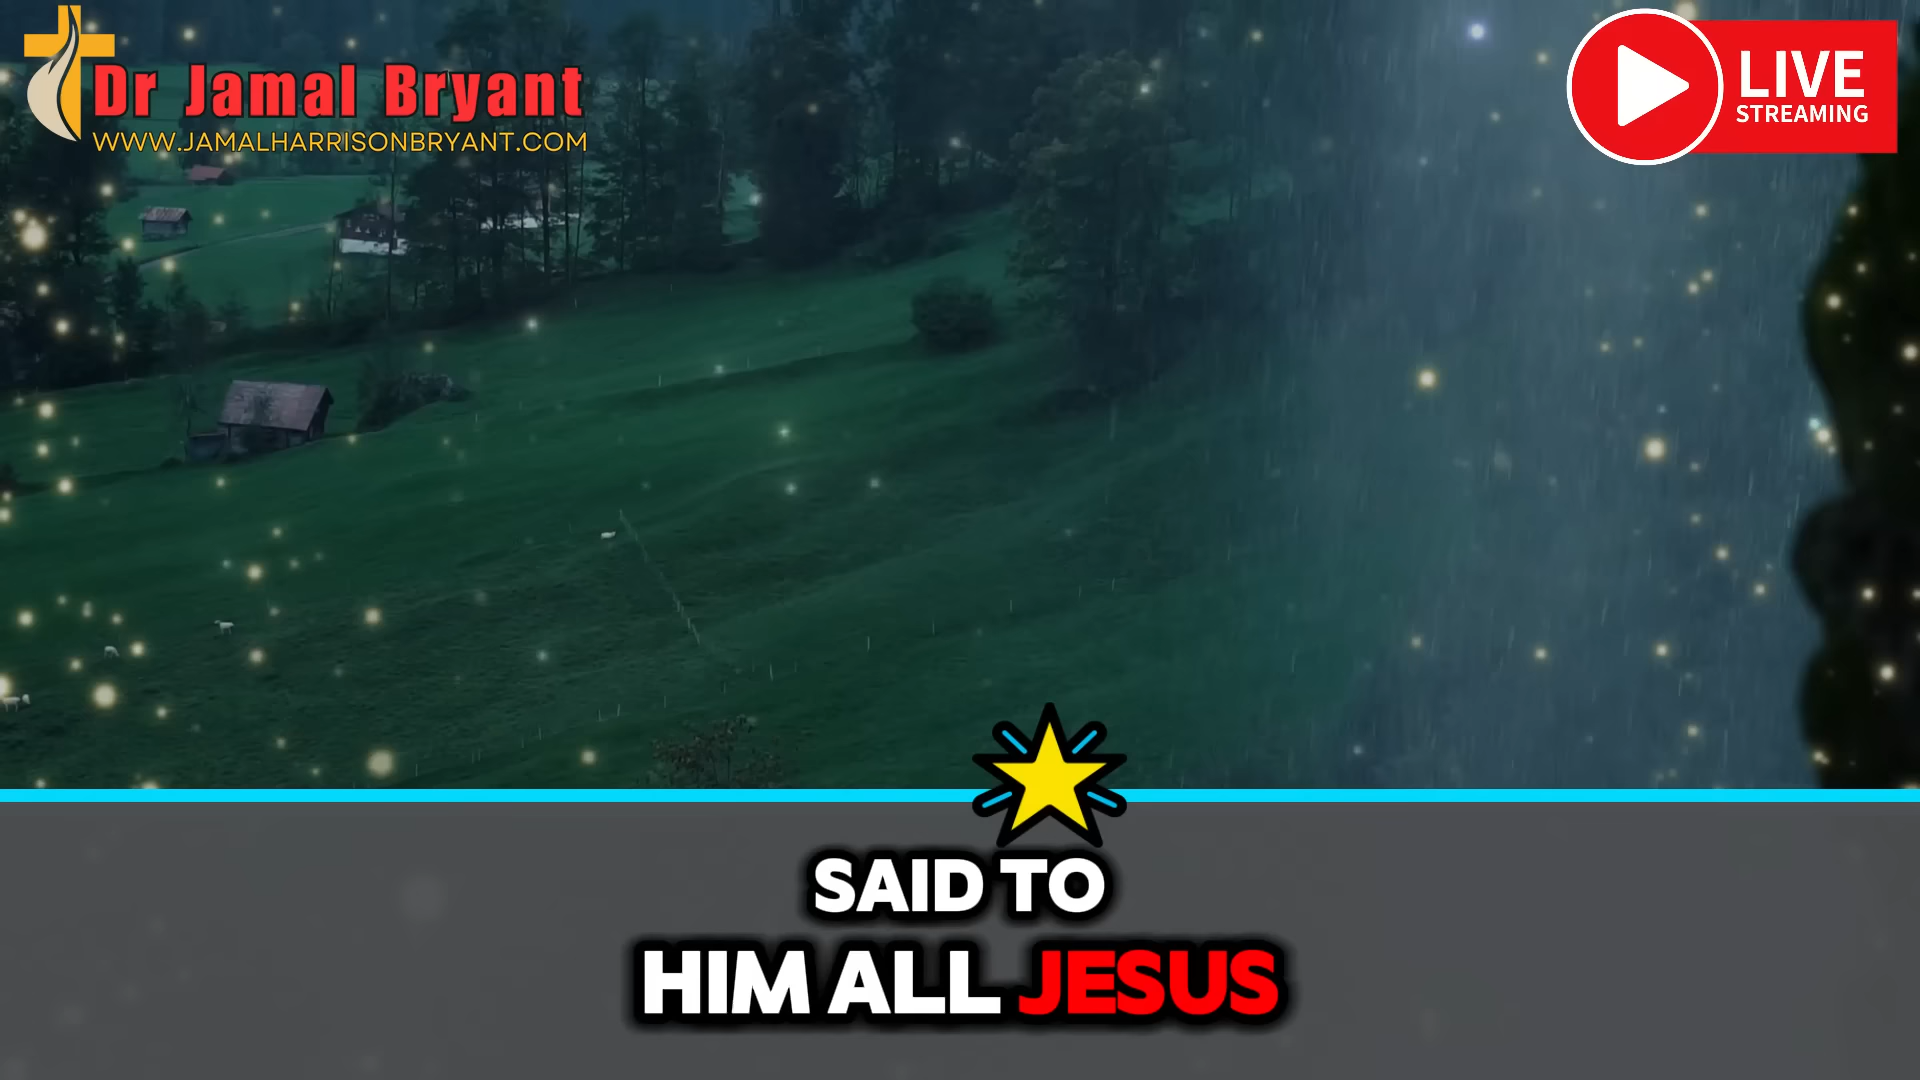 Dr Jamal Bryant
WWW.JAMALHARRISONBRYANT.COM
LIVE
STREAMING
SAID TO
HIM ALL JESUS